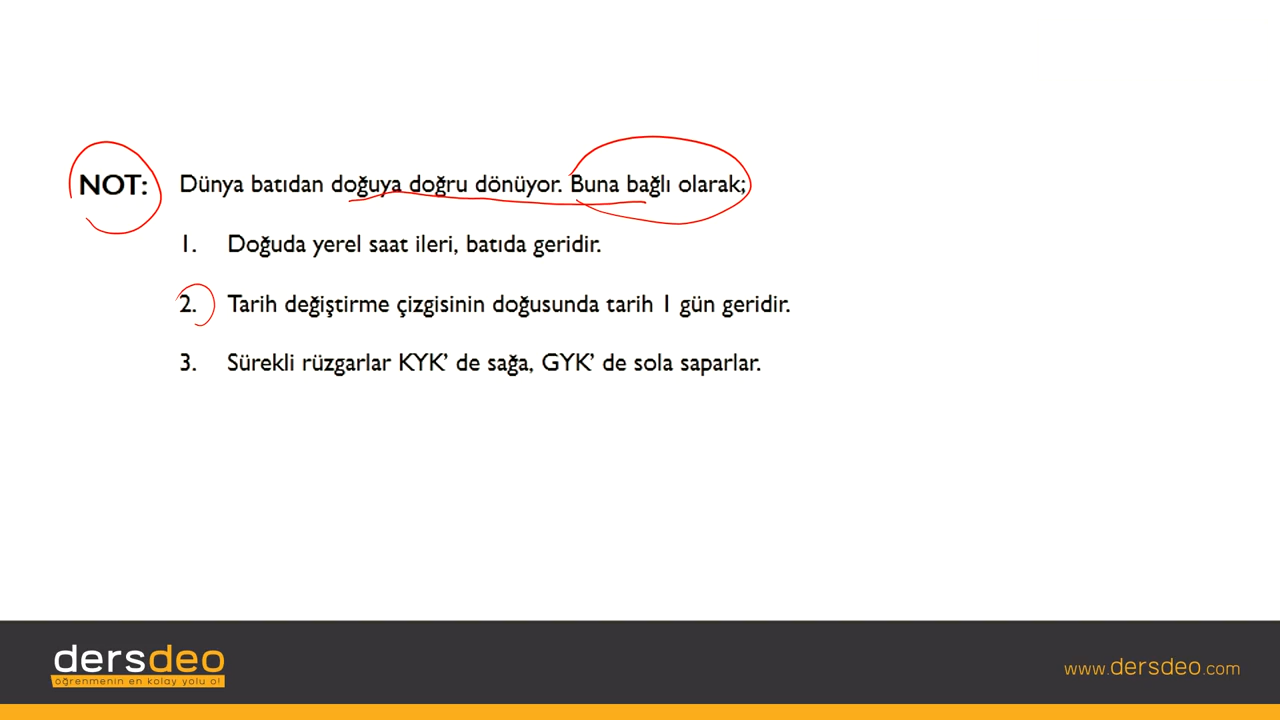 NOT: Dünya batıdan doğuya doğru dönüyor. Buna bağlı olarak;
1. Doğuda yerel saat ileri, batıda geridir.
2. Tarih değiştirme çizgisinin doğusunda tarih 1 gün geridir.
3. Sürekli rüzgarlar KYK' de sağa, GYK' de sola saparlar.
dersdeo
öğrenmenin en kolay yolu o!
www.dersdeo.com